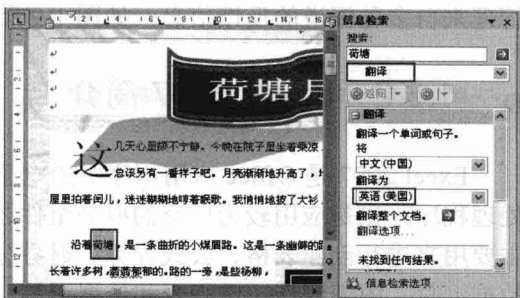 荷塘月
这几天心里颇不宁静。今晚在院子里坐着乘凉
总该另有一番样子吧。月亮渐渐地升高了，
屋里拍着闰儿，迷迷糊糊地哼着眠歌。我悄悄地披了大衫
沿着荷塘，是一条曲折的小煤屑路。这是一条幽僻的
长着许多树，蓊蓊郁郁的。路的一旁，是些杨柳，
信息检索
搜索:
荷塘
翻译
返回
翻译
翻译一个单词或句子。
将
中文(中国)
翻译为
英语(美国)
翻译整个文档。
翻译选项...
未找到任何结果。
信息检索选项...